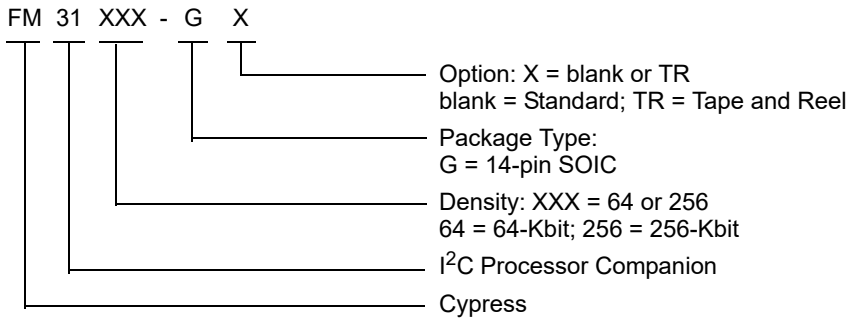 FM 31 XXX - G X
Option: X = blank or TR
blank = Standard; TR = Tape and Reel
Package Type:
G = 14-pin SOIC
Density: XXX = 64 or 256
64 = 64-Kbit; 256 = 256-Kbit
I²C Processor Companion
Cypress